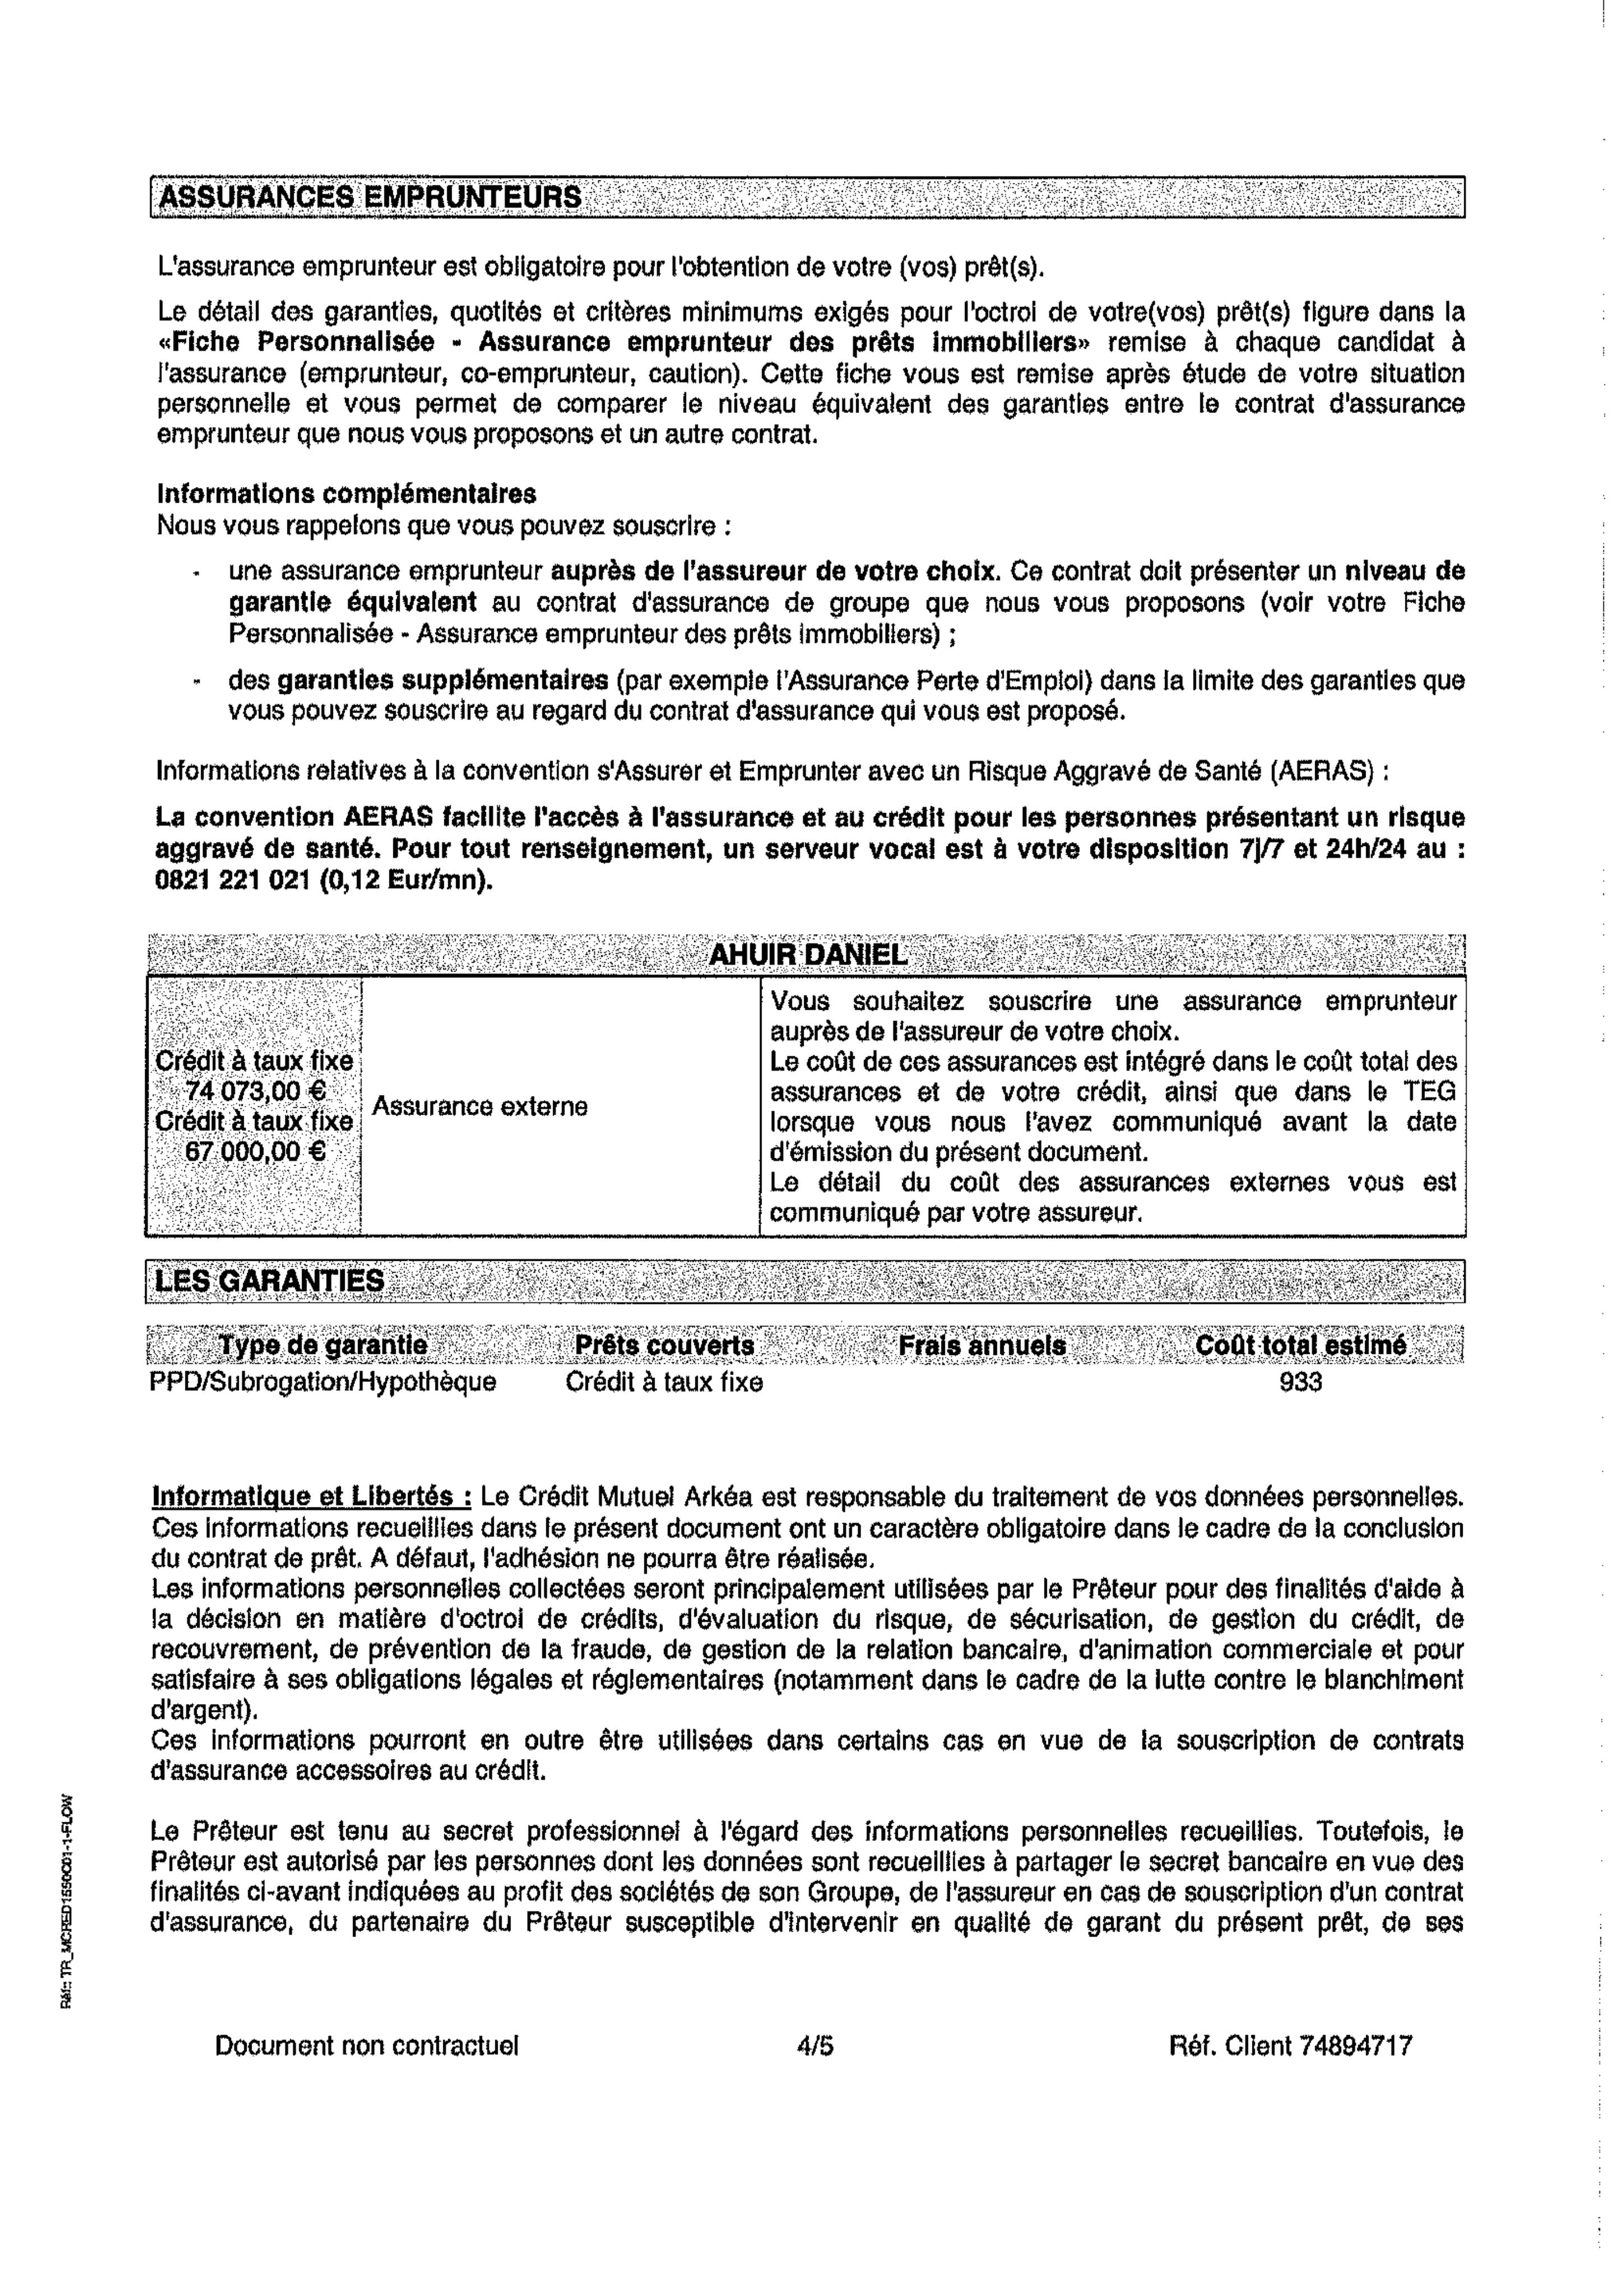 ASSURANCES EMPRUNTEURS
L'assurance emprunteur est obligatoire pour l'obtention de votre (vos) prêt(s).
Le détail des garanties, quotités et critères minimums exigés pour l'octroi de votre(vos) prêt(s) figure dans la
«Fiche Personnalisée - Assurance emprunteur des prêts immobiliers» remise à chaque candidat à
l'assurance (emprunteur, co-emprunteur, caution). Cette fiche vous est remise après étude de votre situation
personnelle et vous permet de comparer le niveau équivalent des garanties entre le contrat d'assurance
emprunteur que nous vous proposons et un autre contrat.
Informations complémentaires
Nous vous rappelons que vous pouvez souscrire :
- une assurance emprunteur auprès de l'assureur de votre choix. Ce contrat doit présenter un niveau de
garantie équivalent au contrat d'assurance de groupe que nous vous proposons (voir votre Fiche
Personnalisée - Assurance emprunteur des prêts immobiliers) ;
- des garanties supplémentaires (par exemple l'Assurance Perte d'Emploi) dans la limite des garanties que
vous pouvez souscrire au regard du contrat d'assurance qui vous est proposé.
Informations relatives à la convention s'Assurer et Emprunter avec un Risque Aggravé de Santé (AERAS) :
La convention AERAS facilite l'accès à l'assurance et au crédit pour les personnes présentant un risque
aggravé de santé. Pour tout renseignement, un serveur vocal est à votre disposition 7j/7 et 24h/24 au :
0821 221 021 (0,12 Eur/mn).
AHUIR DANIEL
Crédit à taux fixe
74 073,00 €
Crédit à taux fixe
67 000,00 €
Assurance externe
Vous souhaitez souscrire une assurance emprunteur
auprès de l'assureur de votre choix.
Le coût de ces assurances est intégré dans le coût total des
assurances et de votre crédit, ainsi que dans le TEG
lorsque vous nous l'avez communiqué avant la date
d'émission du présent document.
Le détail du coût des assurances externes vous est
communiqué par votre assureur.
LES GARANTIES
Type de garantie Prêts couverts Frais annuels Coût total estimé
PPD/Subrogation/Hypothèque Crédit à taux fixe 933
Informatique et Libertés : Le Crédit Mutuel Arkéa est responsable du traitement de vos données personnelles.
Ces informations recueillies dans le présent document ont un caractère obligatoire dans le cadre de la conclusion
du contrat de prêt. A défaut, l'adhésion ne pourra être réalisée.
Les informations personnelles collectées seront principalement utilisées par le Prêteur pour des finalités d'aide à
la décision en matière d'octroi de crédits, d'évaluation du risque, de sécurisation, de gestion du crédit, de
recouvrement, de prévention de la fraude, de gestion de la relation bancaire, d'animation commerciale et pour
satisfaire à ses obligations légales et réglementaires (notamment dans le cadre de la lutte contre le blanchiment
d'argent).
Ces informations pourront en outre être utilisées dans certains cas en vue de la souscription de contrats
d'assurance accessoires au crédit.
Le Prêteur est tenu au secret professionnel à l'égard des informations personnelles recueillies. Toutefois, le
Prêteur est autorisé par les personnes dont les données sont recueillies à partager le secret bancaire en vue des
finalités ci-avant indiquées au profit des sociétés de son Groupe, de l'assureur en cas de souscription d'un contrat
d'assurance, du partenaire du Prêteur susceptible d'intervenir en qualité de garant du présent prêt, de ses
Réf.: TR_MCRED1550C01-1-FLOW
Document non contractuel 4/5 Réf. Client 74894717